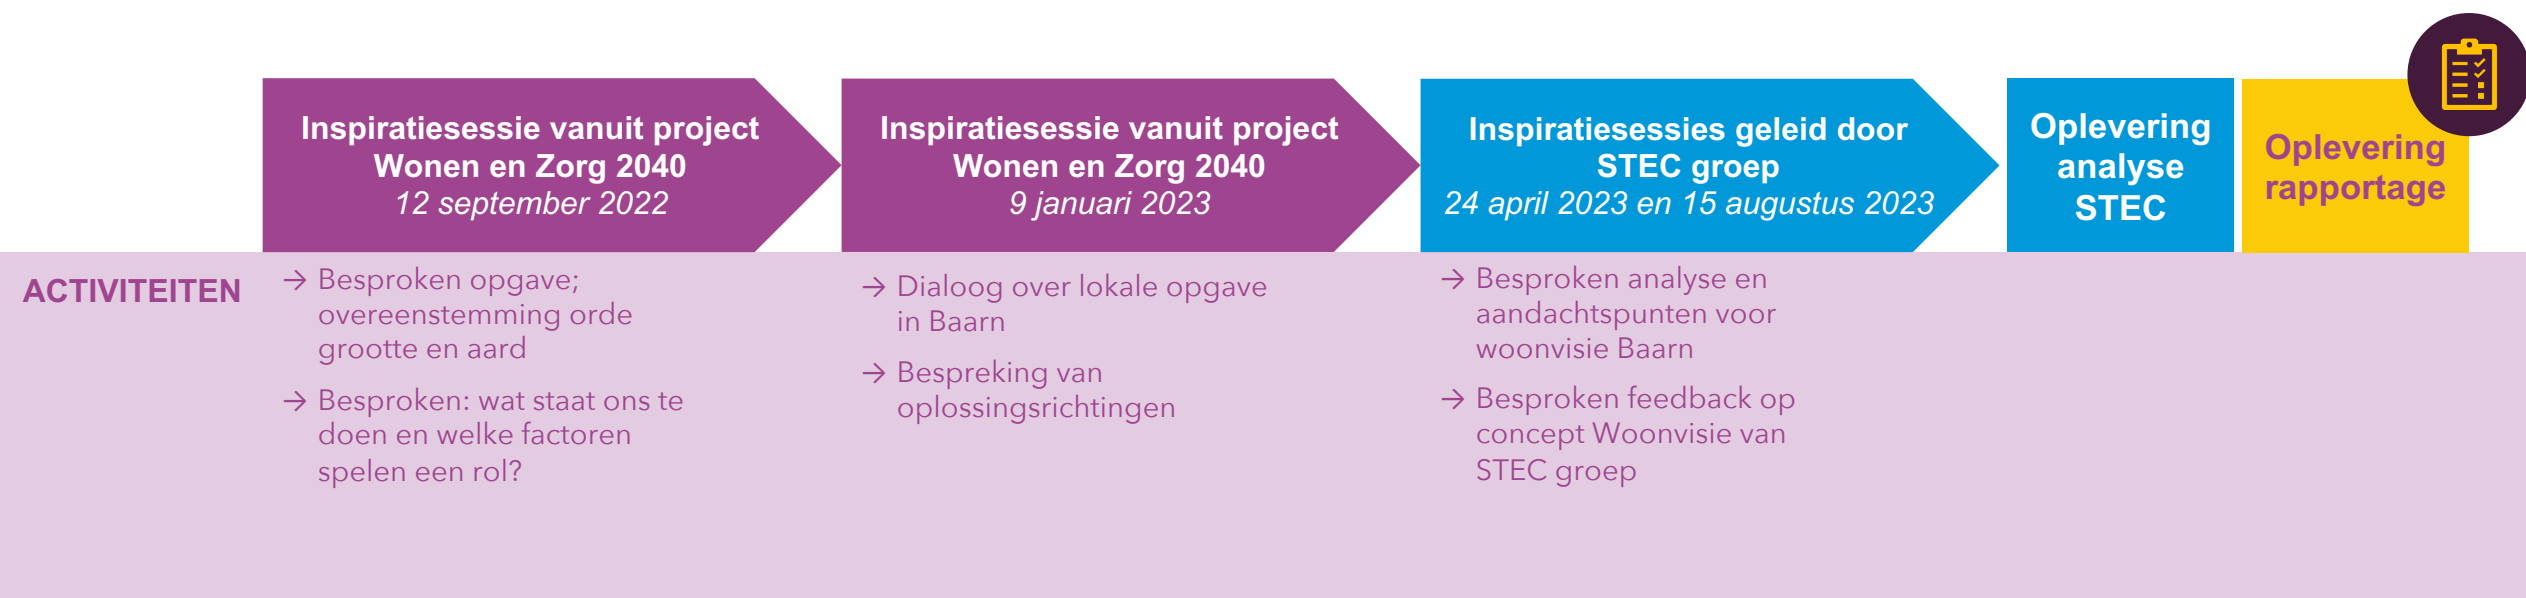 Inspiratiesessie vanuit project
Wonen en Zorg 2040
12 september 2022
Inspiratiesessie vanuit project
Wonen en Zorg 2040
9 januari 2023
Inspiratiesessies geleid door
STEC groep
24 april 2023 en 15 augustus 2023
Oplevering
analyse
STEC
Oplevering
rapportage
ACTIVITEITEN
→ Besproken opgave;
overeenstemming orde
grootte en aard
→ Besproken: wat staat ons te
doen en welke factoren
spelen een rol?
→ Dialoog over lokale opgave
in Baarn
→ Bespreking van
oplossingsrichtingen
→ Besproken analyse en
aandachtspunten voor
woonvisie Baarn
→ Besproken feedback op
concept Woonvisie van
STEC groep